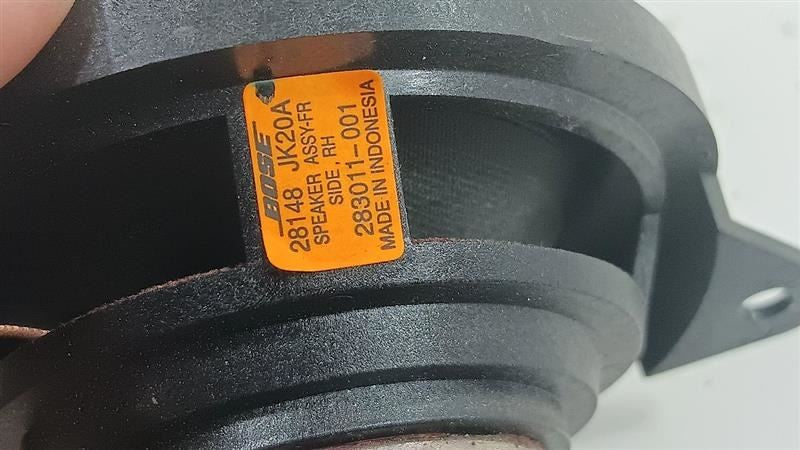 BOSE
28148 JK20A
SPEAKER ASSY-FR
SIDE, RH
283011-001
MADE IN INDONESIA